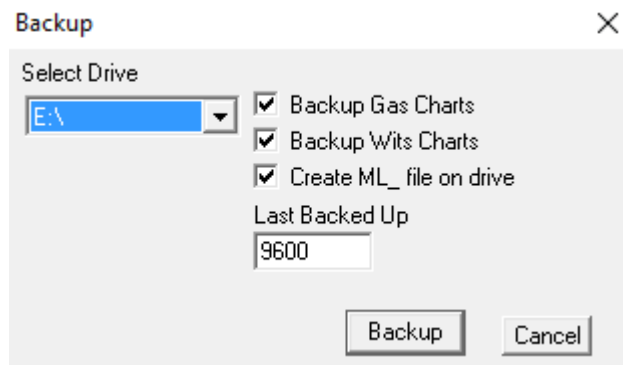 Backup
Select Drive
E:\
Backup Gas Charts
Backup Wits Charts
Create ML_ file on drive
Last Backed Up
9600
Backup
Cancel